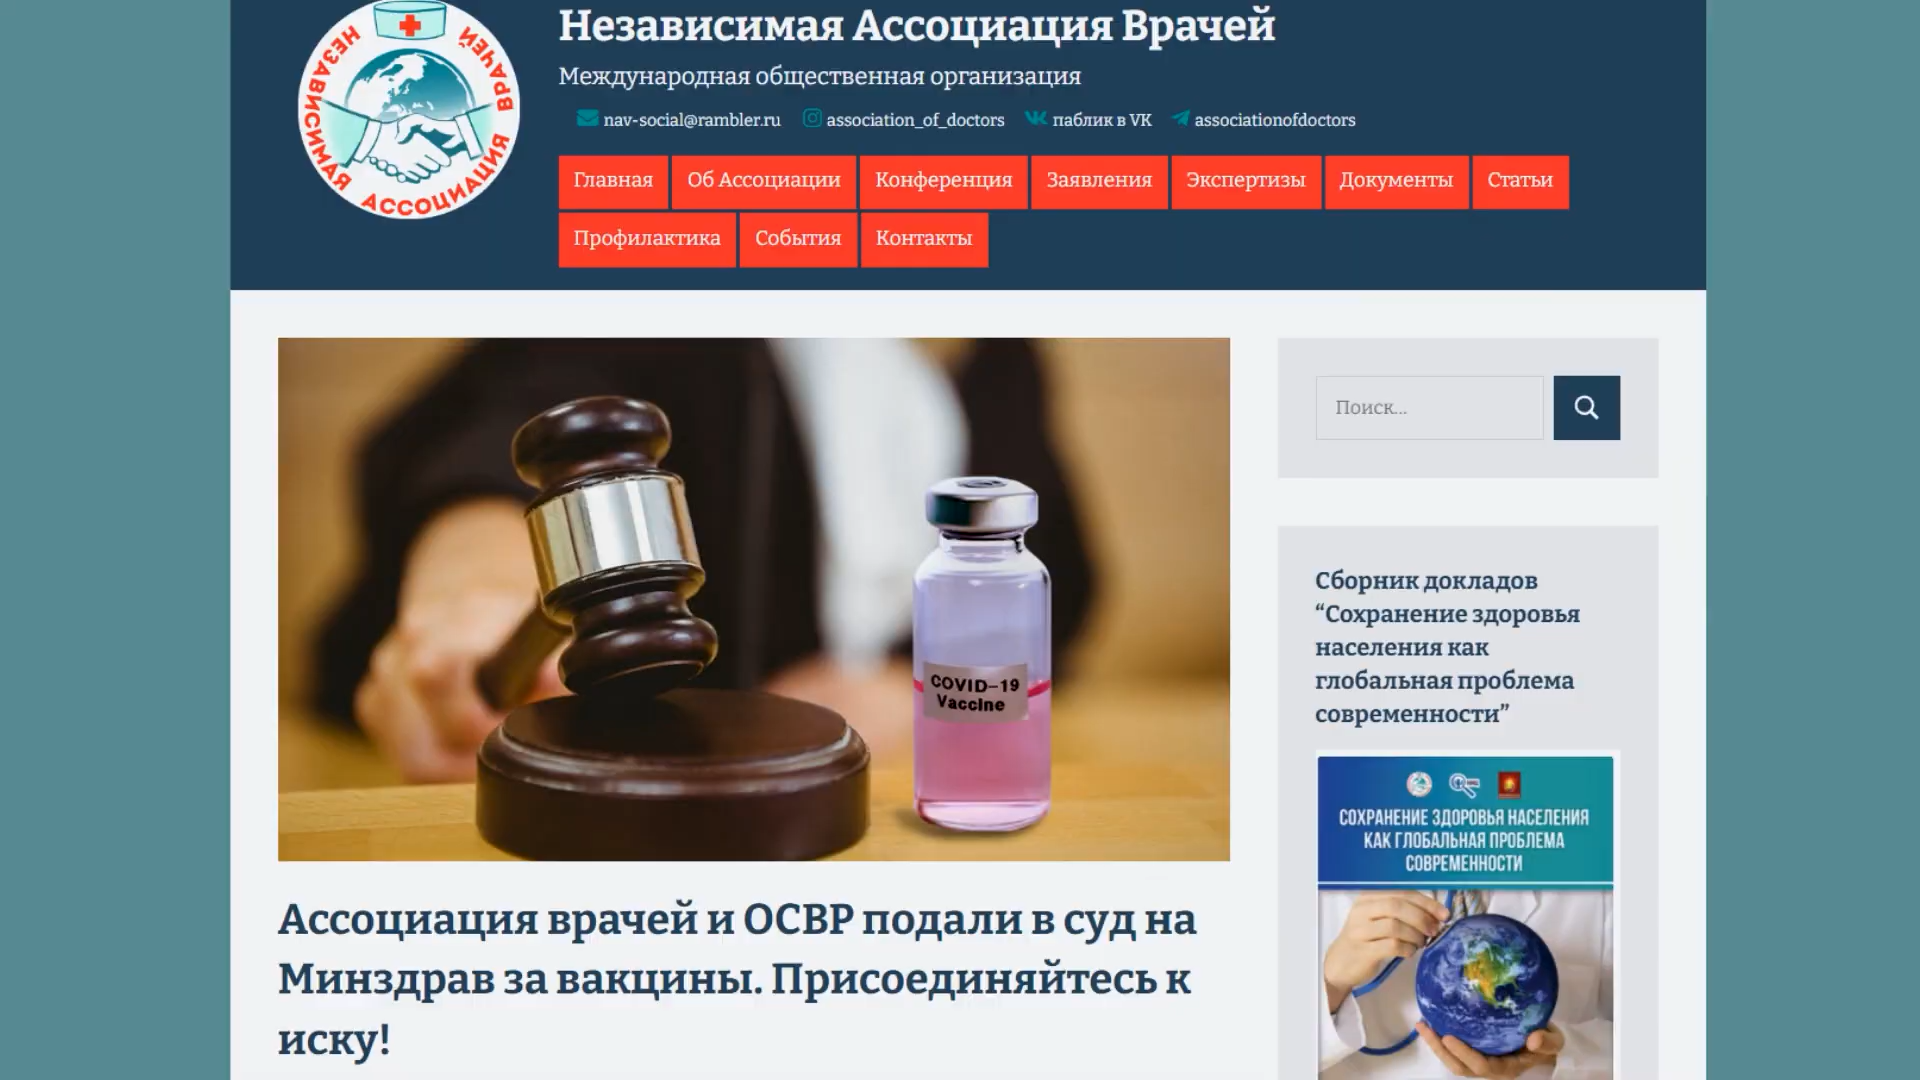 НЕЗАВИСИМАЯ АССОЦИАЦИЯ ВРАЧЕЙ
Независимая Ассоциация Врачей
Международная общественная организация
nav-social@rambler.ru association_of_doctors паблик в VK associationofdoctors
Главная Об Ассоциации Конференция Заявления Экспертизы Документы Статьи
Профилактика События Контакты
COVID-19
Vaccine
Ассоциация врачей и ОСВР подали в суд на
Минздрав за вакцины. Присоединяйтесь к
иску!
Поиск...
Сборник докладов
“Сохранение здоровья
населения как
глобальная проблема
современности”
СОХРАНЕНИЕ ЗДОРОВЬЯ НАСЕЛЕНИЯ
КАК ГЛОБАЛЬНАЯ ПРОБЛЕМА
СОВРЕМЕННОСТИ